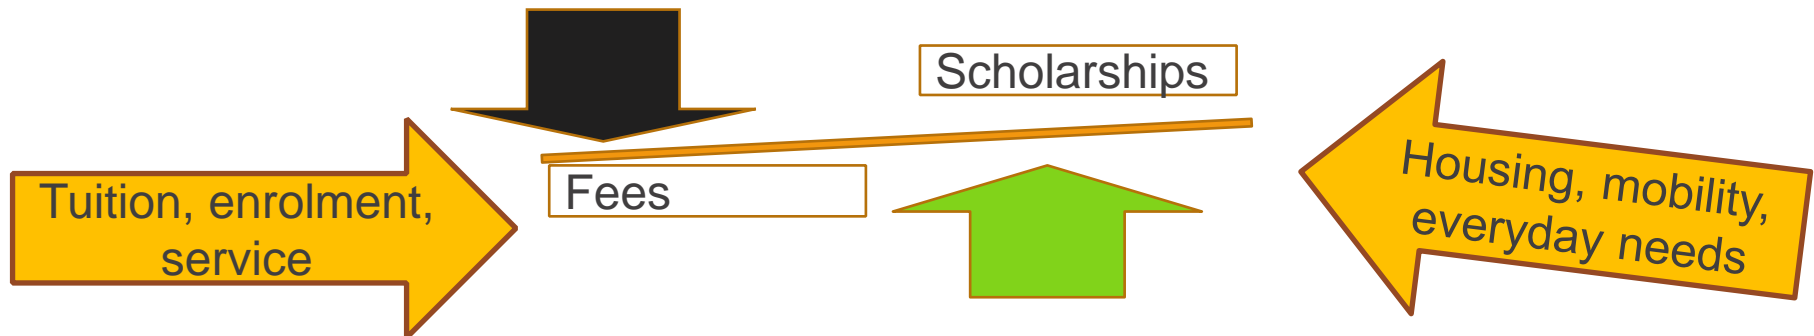 Scholarships
Fees
Tuition, enrolment,
service
Housing, mobility,
everyday needs